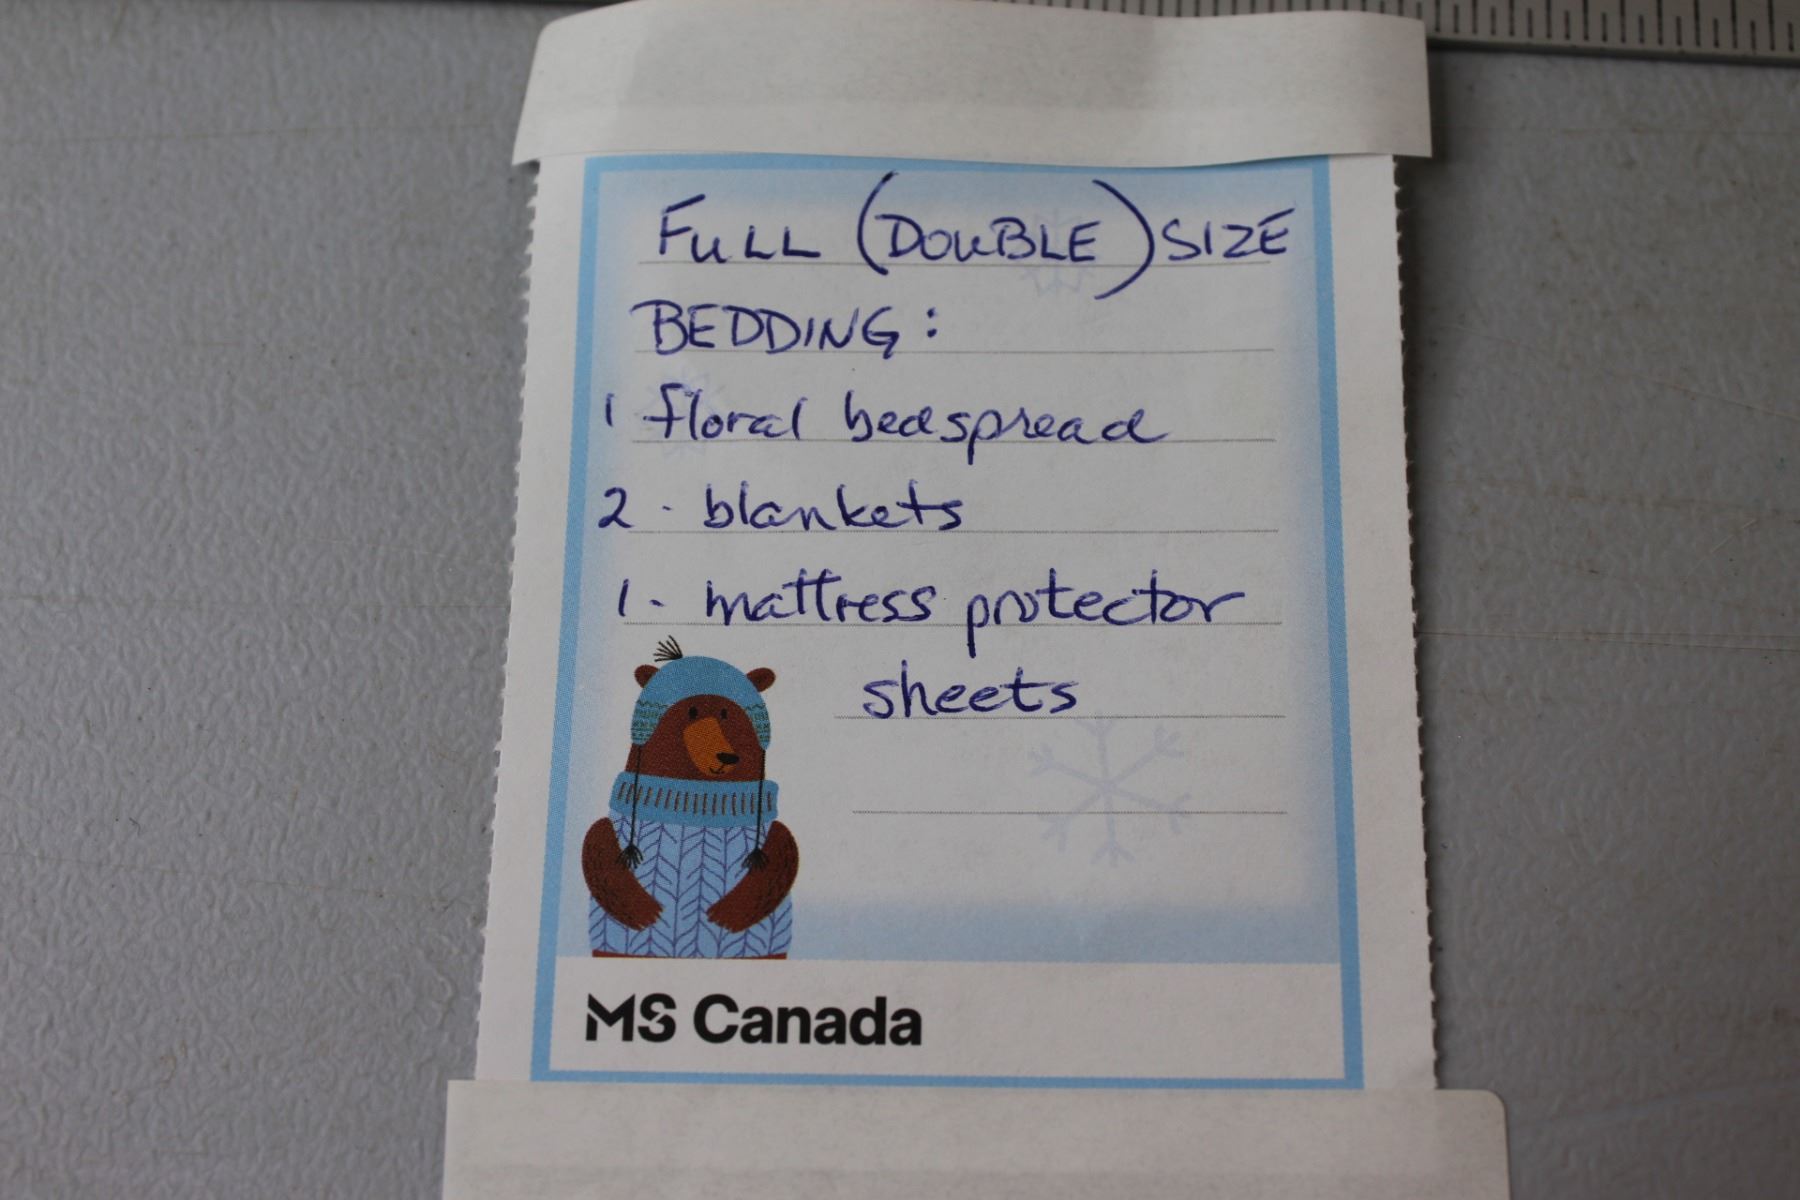 FULL (DOUBLE) SIZE
BEDDING:
1 floral bedspread
2 - blankets
1 - mattress protector
sheets
MS Canada